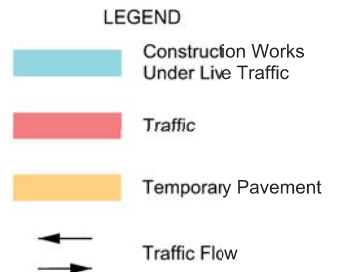 LEGEND
Construction Works
Under Live Traffic
Traffic
Temporary Pavement
Traffic Flow